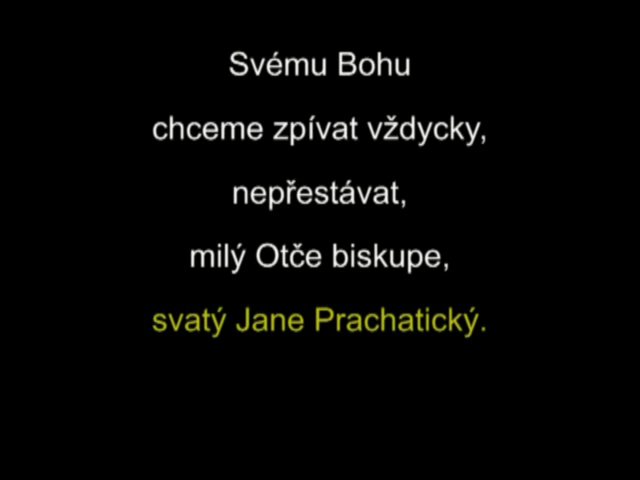 Svému Bohu
chceme zpívat vždycky,
nepřestávat,
milý Otče biskupe,
svatý Jane Prachatický.